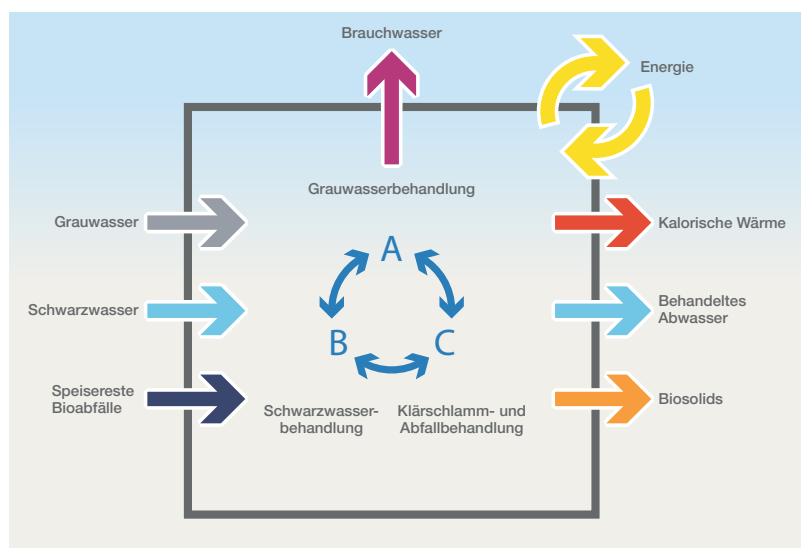 Brauchwasser
Energie
Grauwasserbehandlung
Grauwasser
Kalorische Wärme
A
Schwarzwasser
Behandeltes
Abwasser
B
C
Speisereste
Bioabfälle
Biosolids
Schwarzwasser-
behandlung
Klärschlamm- und
Abfallbehandlung